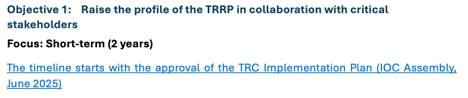 Objective 1: Raise the profile of the TRRP in collaboration with critical
stakeholders
Focus: Short-term (2 years)
The timeline starts with the approval of the TRC Implementation Plan (IOC Assembly,
June 2025)